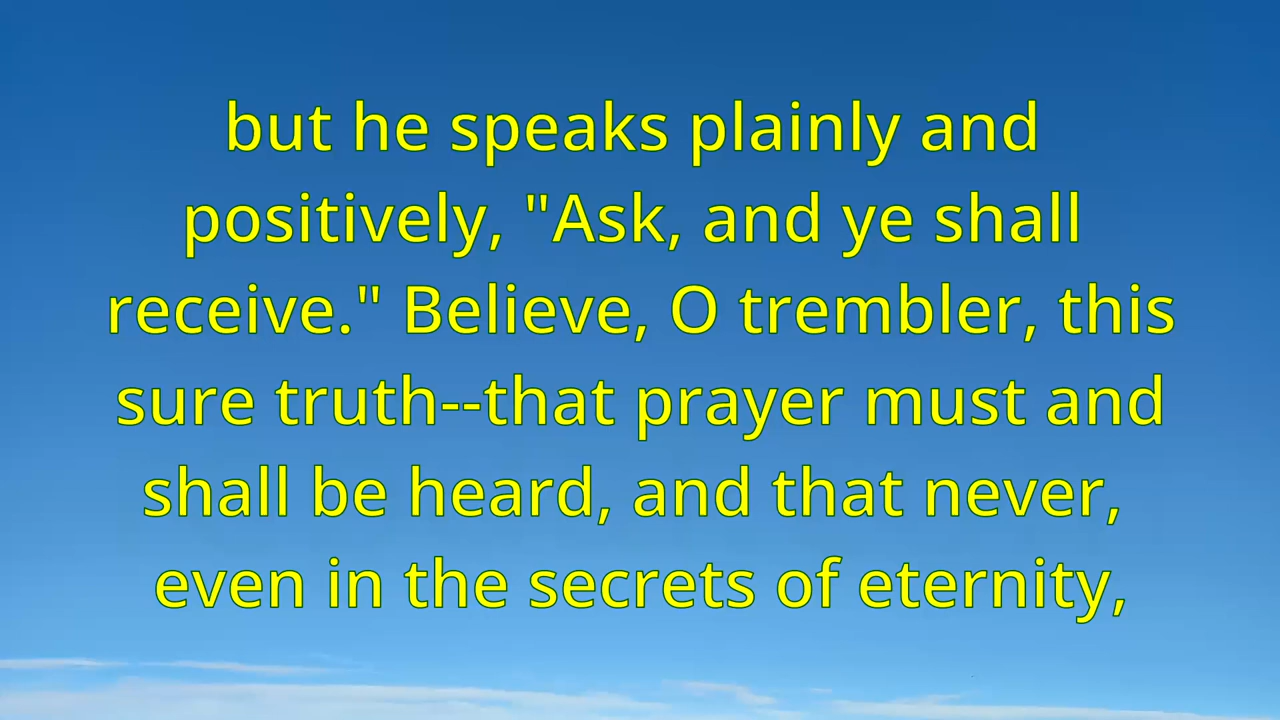 but he speaks plainly and
positively, "Ask, and ye shall
receive." Believe, O trembler, this
sure truth--that prayer must and
shall be heard, and that never,
even in the secrets of eternity,